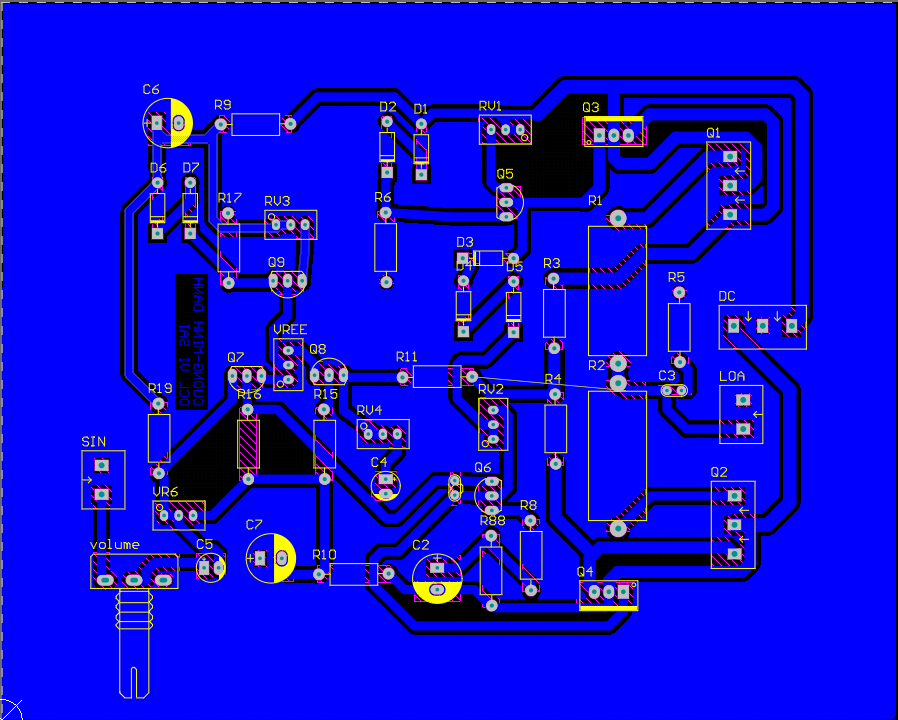 C6
R9
D2
D1
RV1
Q3
Q1
D6
D7
Q5
R17
RV3
R6
R1
D3
Q9
D4
D5
R3
R5
DC
VREE
Q7
Q8
R11
R2
C3
LOA
R19
R16
R15
RV2
R4
RV4
SIN
C4
Q6
Q2
VR6
R88
R8
C7
volume
C5
R10
C2
Q4